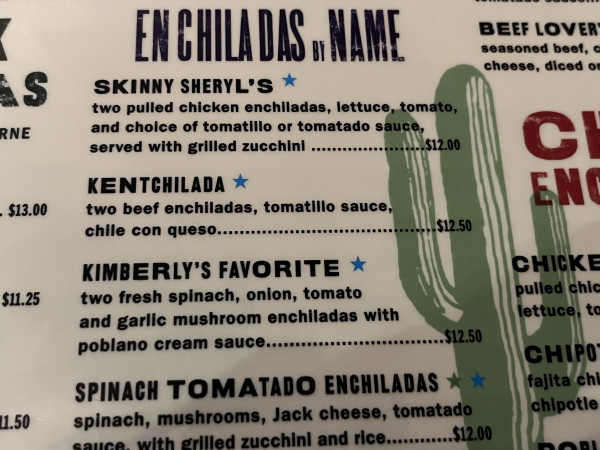 ENCHILADAS BY NAME
SKINNY SHERYL'S
two pulled chicken enchiladas, lettuce, tomato,
and choice of tomatillo or tomatado sauce,
served with grilled zucchini ..................$12.00
KENTCHILADA
two beef enchiladas, tomatillo sauce,
chile con queso.....................................$12.50
KIMBERLY'S FAVORITE
two fresh spinach, onion, tomato
and garlic mushroom enchiladas with
poblano cream sauce..............................$12.50
SPINACH TOMATADO ENCHILADAS
spinach, mushrooms, Jack cheese, tomatado
sauce, with grilled zucchini and rice...........$12.00
. $13.00
$11.25
11.50
BEEF LOVER
seasoned beef, c
cheese, diced on
ENC
CHICKE
pulled chic
lettuce, to
CHIPOT
fajita chi
chipotle